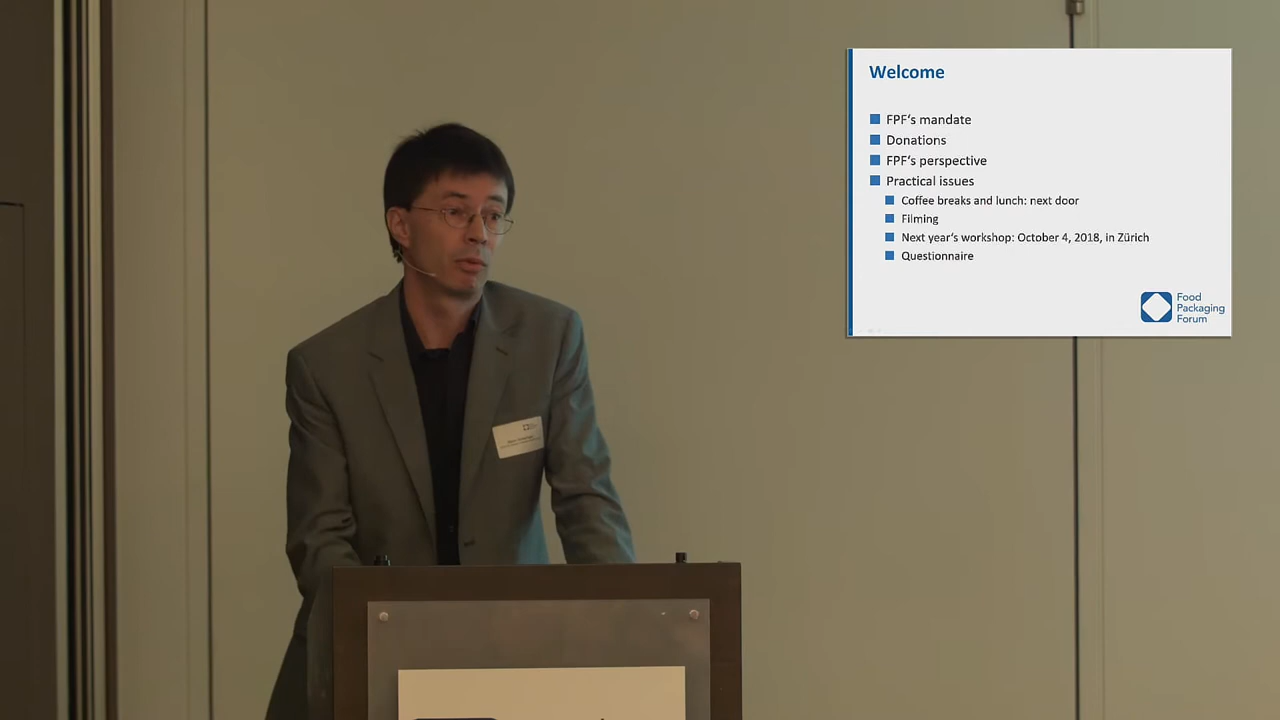 Welcome
FPF's mandate
Donations
FPF's perspective
Practical issues
Coffee breaks and lunch: next door
Filming
Next year's workshop: October 4, 2018, in Zürich
Questionnaire
Food
Packaging
Forum